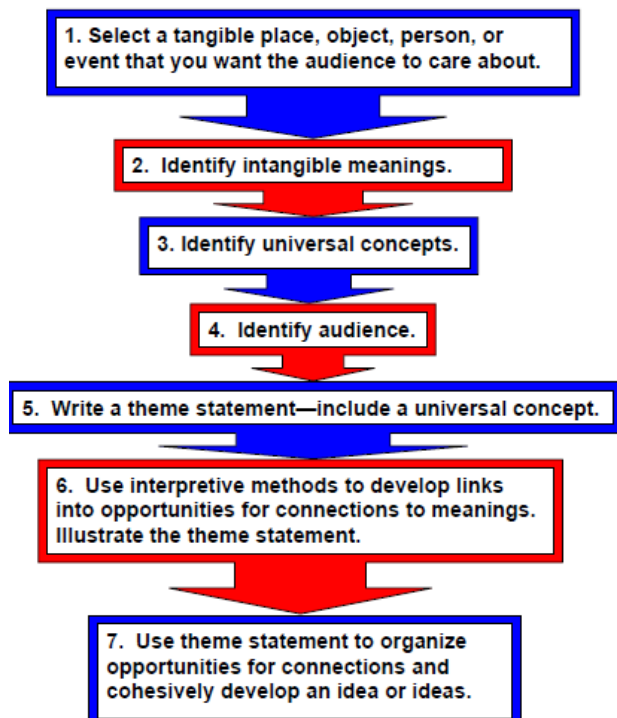 1. Select a tangible place, object, person, or
event that you want the audience to care about.
2. Identify intangible meanings.
3. Identify universal concepts.
4. Identify audience.
5. Write a theme statement—include a universal concept.
6. Use interpretive methods to develop links
into opportunities for connections to meanings.
Illustrate the theme statement.
7. Use theme statement to organize
opportunities for connections and
cohesively develop an idea or ideas.